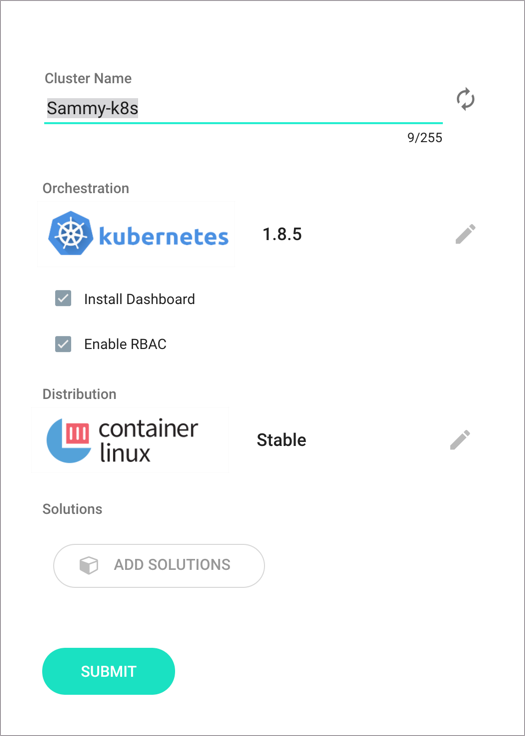 Cluster Name
Sammy-k8s
9/255
Orchestration
kubernetes 1.8.5
Install Dashboard
Enable RBAC
Distribution
container
linux
Stable
Solutions
ADD SOLUTIONS
SUBMIT